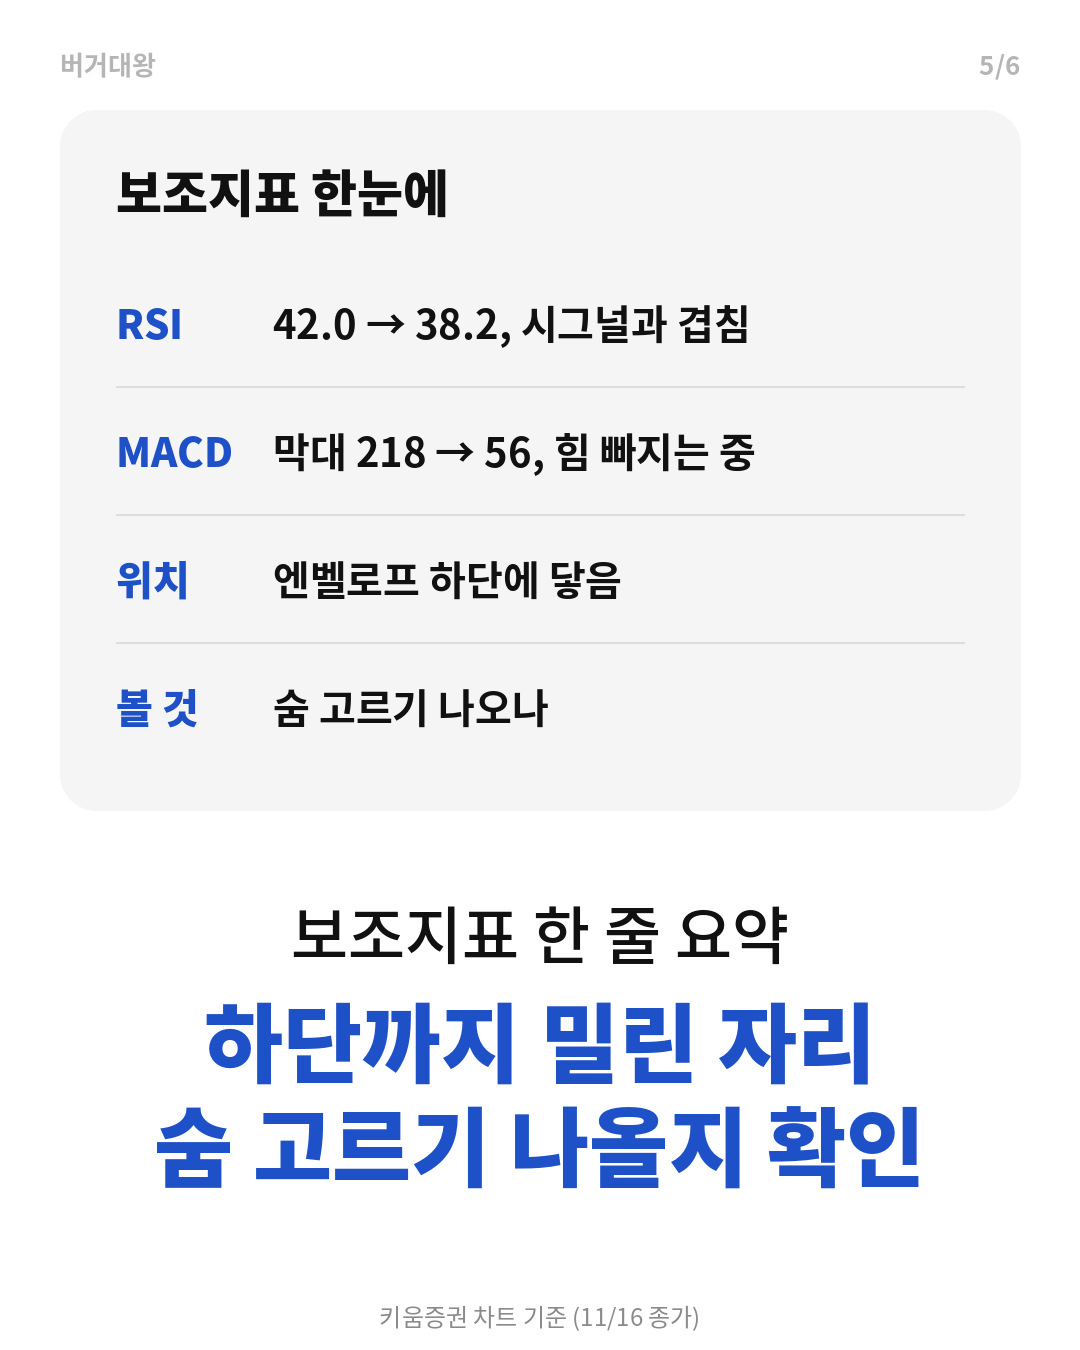 버거대왕
5/6
보조지표 한눈에
RSI 42.0 → 38.2, 시그널과 겹침
MACD 막대 218 → 56, 힘 빠지는 중
위치 엔벨로프 하단에 닿음
볼 것 숨 고르기 나오나
보조지표 한 줄 요약
하단까지 밀린 자리
숨 고르기 나올지 확인
키움증권 차트 기준 (11/16 종가)